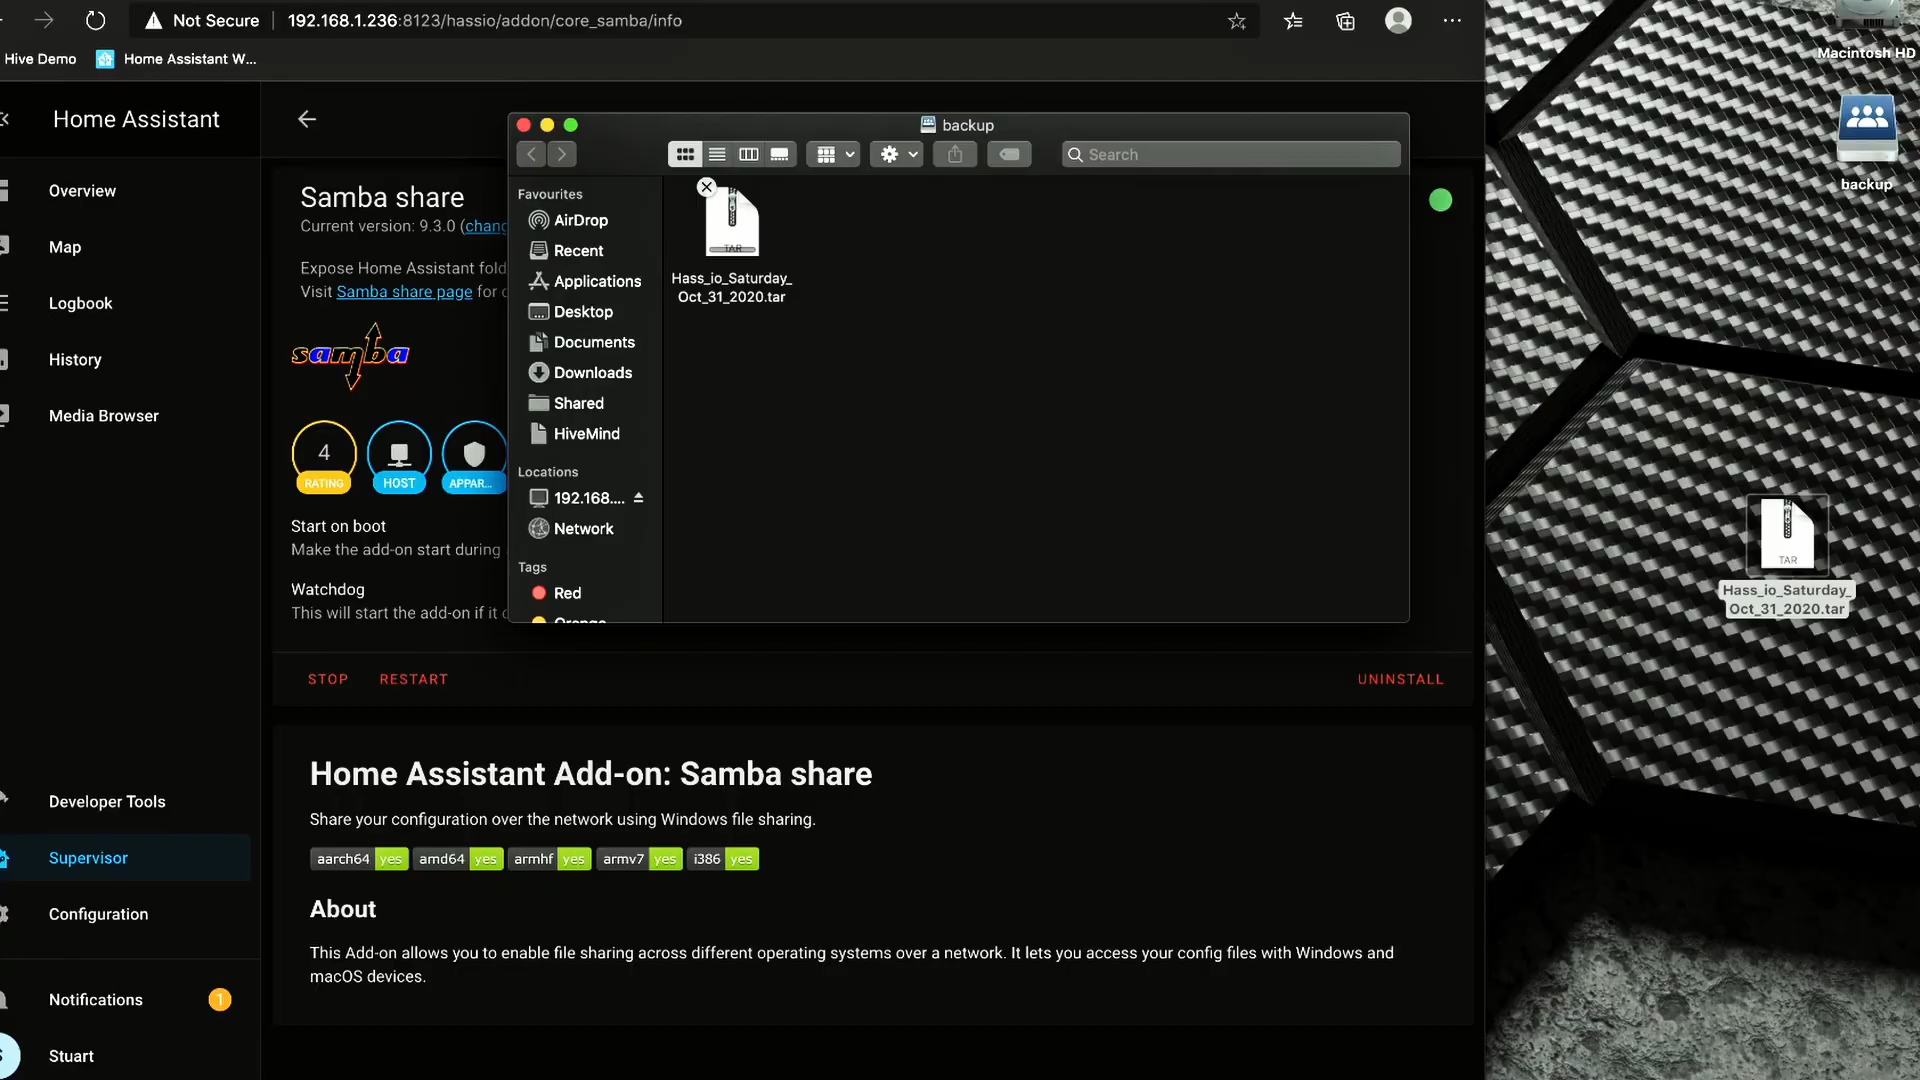 Not Secure
192.168.1.236:8123/hassio/addon/core_samba/info
Hive Demo
Home Assistant W...
Home Assistant
Overview
Map
Logbook
History
Media Browser
Developer Tools
Supervisor
Configuration
Notifications
1
Stuart
Samba share
Current version: 9.3.0 (chang
Expose Home Assistant fold
Visit Samba share page for
samba
4
RATING
HOST
APPAR...
Start on boot
Make the add-on start during
Watchdog
This will start the add-on if it
backup
Search
Favourites
AirDrop
Recent
Applications
Desktop
Documents
Downloads
Shared
HiveMind
Locations
192.168....
Network
Tags
Red
Orange
TAR
Hass_io_Saturday_
Oct_31_2020.tar
STOP
RESTART
UNINSTALL
Home Assistant Add-on: Samba share
Share your configuration over the network using Windows file sharing.
aarch64 yes amd64 yes armhf yes armv7 yes i386 yes
About
This Add-on allows you to enable file sharing across different operating systems over a network. It lets you access your config files with Windows and
macOS devices.
Macintosh HD
backup
TAR
Hass_io_Saturday_
Oct_31_2020.tar